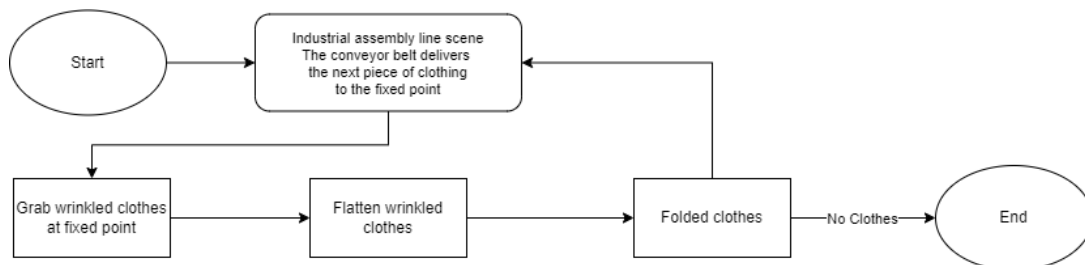 Start
Industrial assembly line scene
The conveyor belt delivers
the next piece of clothing
to the fixed point
Grab wrinkled clothes
at fixed point
Flatten wrinkled
clothes
Folded clothes
No Clothes
End